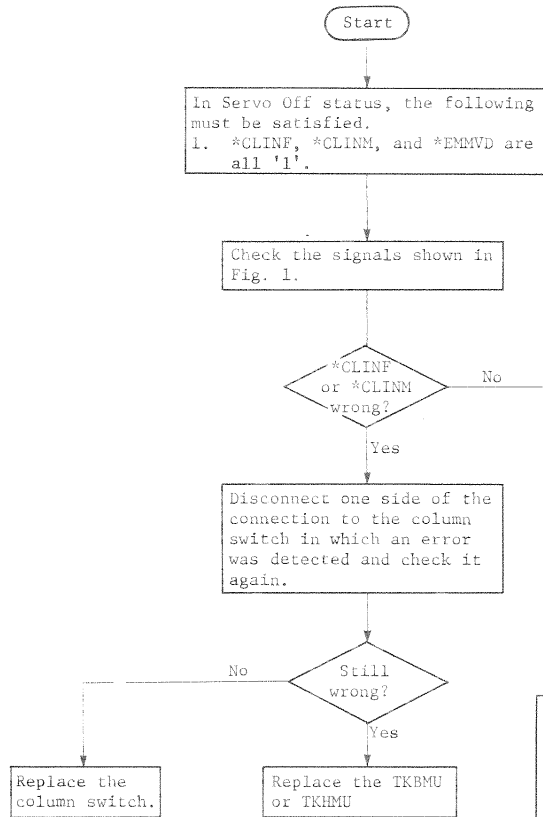 Start
In Servo Off status, the following
must be satisfied.
1. *CLINF, *CLINM, and *EMMVD are
all '1'.
Check the signals shown in
Fig. 1.
*CLINF
or *CLINM
wrong?
No
Yes
Disconnect one side of the
connection to the column
switch in which an error
was detected and check it
again.
No
Still
wrong?
Yes
Replace the
column switch.
Replace the TKBMU
or TKHMU